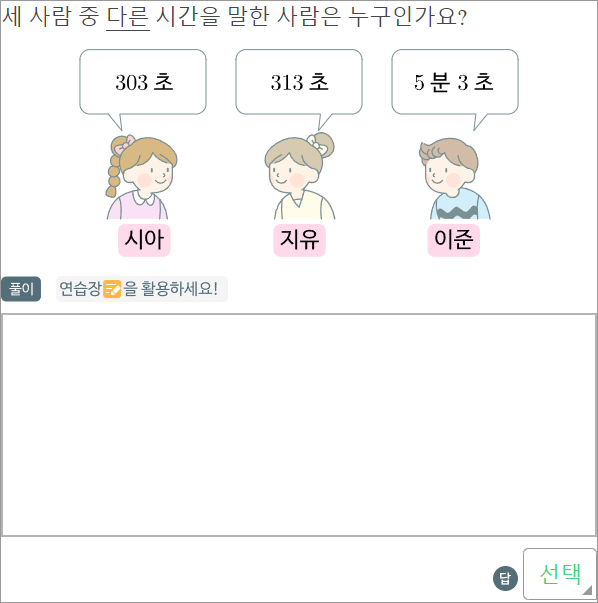 세 사람 중 다른 시간을 말한 사람은 누구인가요?
303 초 313 초 5 분 3 초
시아 지유 이준
풀이 연습장📝을 활용하세요!
답 선택